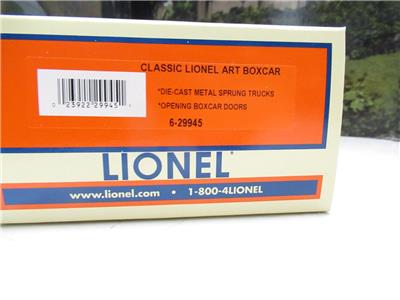 CLASSIC LIONEL ART BOXCAR
*DIE-CAST METAL SPRUNG TRUCKS
*OPENING BOXCAR DOORS
6-29945
0 23922 29945 1
LIONEL®
www.lionel.com • 1-800-4LIONEL